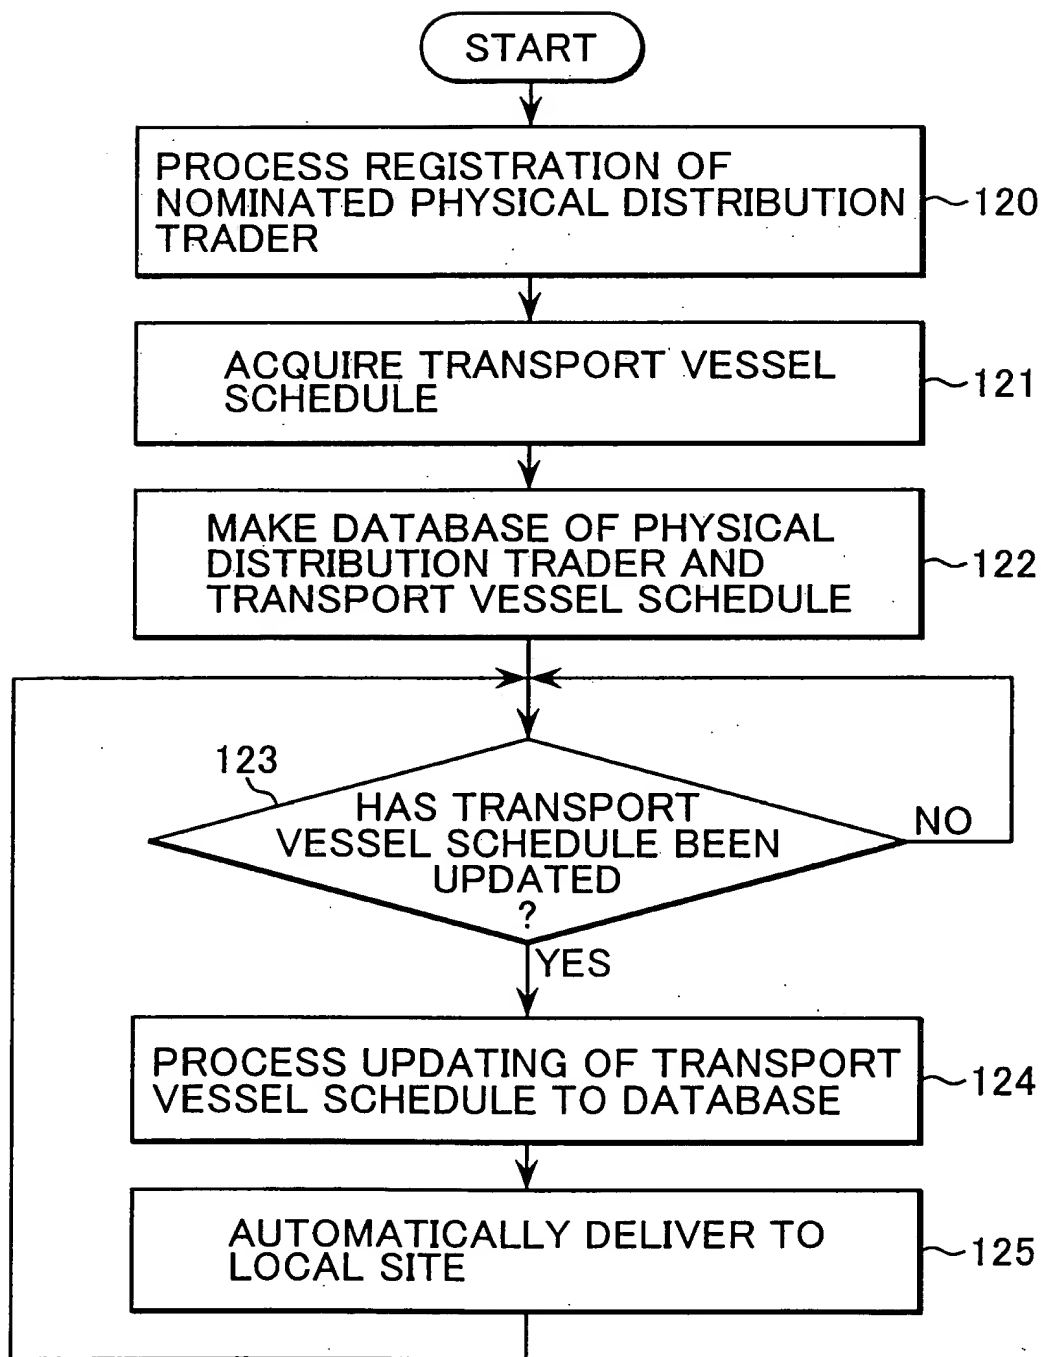 START
PROCESS REGISTRATION OF
NOMINATED PHYSICAL DISTRIBUTION
TRADER
120
ACQUIRE TRANSPORT VESSEL
SCHEDULE
121
MAKE DATABASE OF PHYSICAL
DISTRIBUTION TRADER AND
TRANSPORT VESSEL SCHEDULE
122
123
HAS TRANSPORT
VESSEL SCHEDULE BEEN
UPDATED
?
NO
YES
PROCESS UPDATING OF TRANSPORT
VESSEL SCHEDULE TO DATABASE
124
AUTOMATICALLY DELIVER TO
LOCAL SITE
125